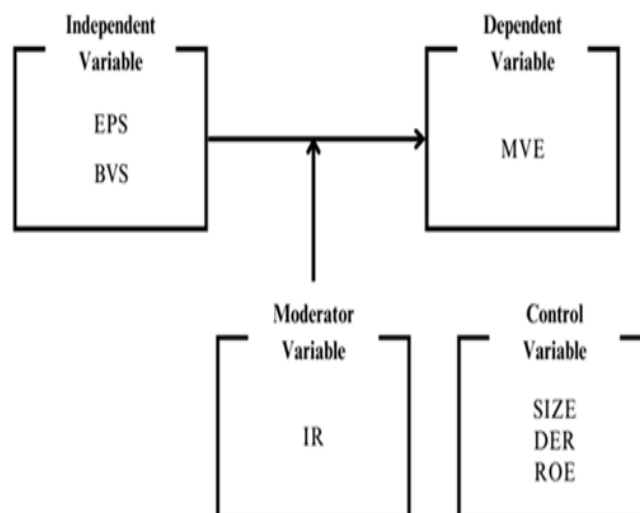 Independent
Variable
EPS
BVS
Dependent
Variable
MVE
Moderator
Variable
IR
Control
Variable
SIZE
DER
ROE